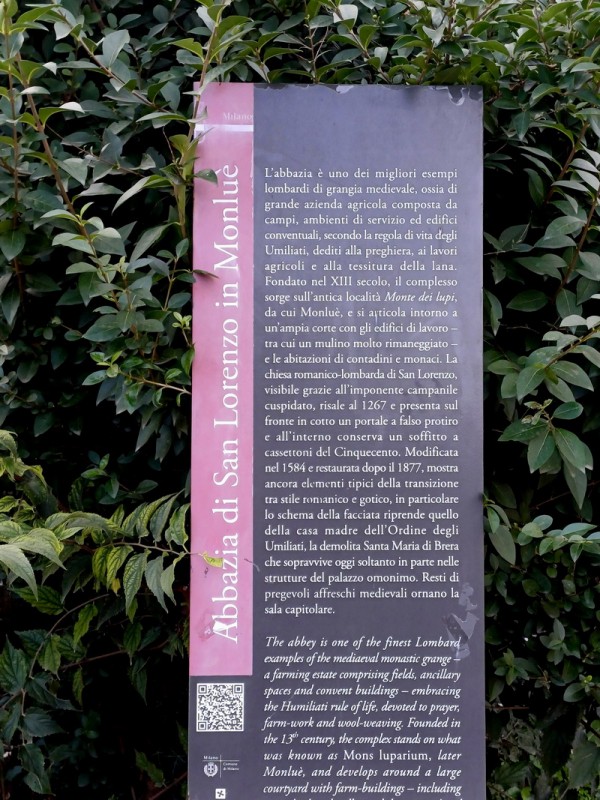 Milano
Abbazia di San Lorenzo in Monluè
L'abbazia è uno dei migliori esempi
lombardi di grangia medievale, ossia di
grande azienda agricola composta da
campi, ambienti di servizio ed edifici
conventuali, secondo la regola di vita degli
Umiliati, dediti alla preghiera, ai lavori
agricoli e alla tessitura della lana.
Fondato nel XIII secolo, il complesso
sorge sull'antica località Monte dei lupi,
da cui Monluè, e si articola intorno a
un'ampia corte con gli edifici di lavoro –
tra cui un mulino molto rimaneggiato –
e le abitazioni di contadini e monaci. La
chiesa romanico-lombarda di San Lorenzo,
visibile grazie all'imponente campanile
cuspidato, risale al 1267 e presenta sul
fronte in cotto un portale a falso protiro
e all'interno conserva un soffitto a
cassettoni del Cinquecento. Modificata
nel 1584 e restaurata dopo il 1877, mostra
ancora elementi tipici della transizione
tra stile romanico e gotico, in particolare
lo schema della facciata riprende quello
della casa madre dell'Ordine degli
Umiliati, la demolita Santa Maria di Brera
che sopravvive oggi soltanto in parte nelle
strutture del palazzo omonimo. Resti di
pregevoli affreschi medievali ornano la
sala capitolare.
The abbey is one of the finest Lombard
examples of the mediaeval monastic grange –
a farming estate comprising fields, ancillary
spaces and convent buildings – embracing
the Humiliati rule of life, devoted to prayer,
farm-work and wool-weaving. Founded in
the 13th century, the complex stands on what
was known as Mons luparium, later
Monluè, and develops around a large
courtyard with farm-buildings – including
Milano
Comune
di Milano